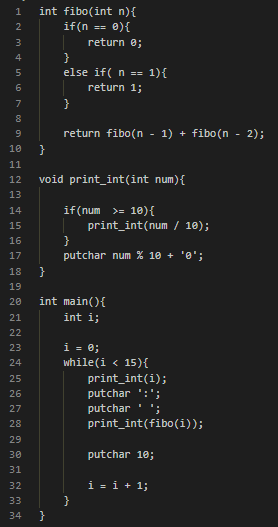 1 int fibo(int n){
2 if(n == 0){
3 return 0;
4 }
5 else if( n == 1){
6 return 1;
7 }
8
9 return fibo(n - 1) + fibo(n - 2);
10 }
11
12 void print_int(int num){
13
14 if(num  >= 10){
15 print_int(num / 10);
16 }
17 putchar num % 10 + '0';
18 }
19
20 int main(){
21 int i;
22
23 i = 0;
24 while(i < 15){
25 print_int(i);
26 putchar ':';
27 putchar ' ';
28 print_int(fibo(i));
29
30 putchar 10;
31
32 i = i + 1;
33 }
34 }